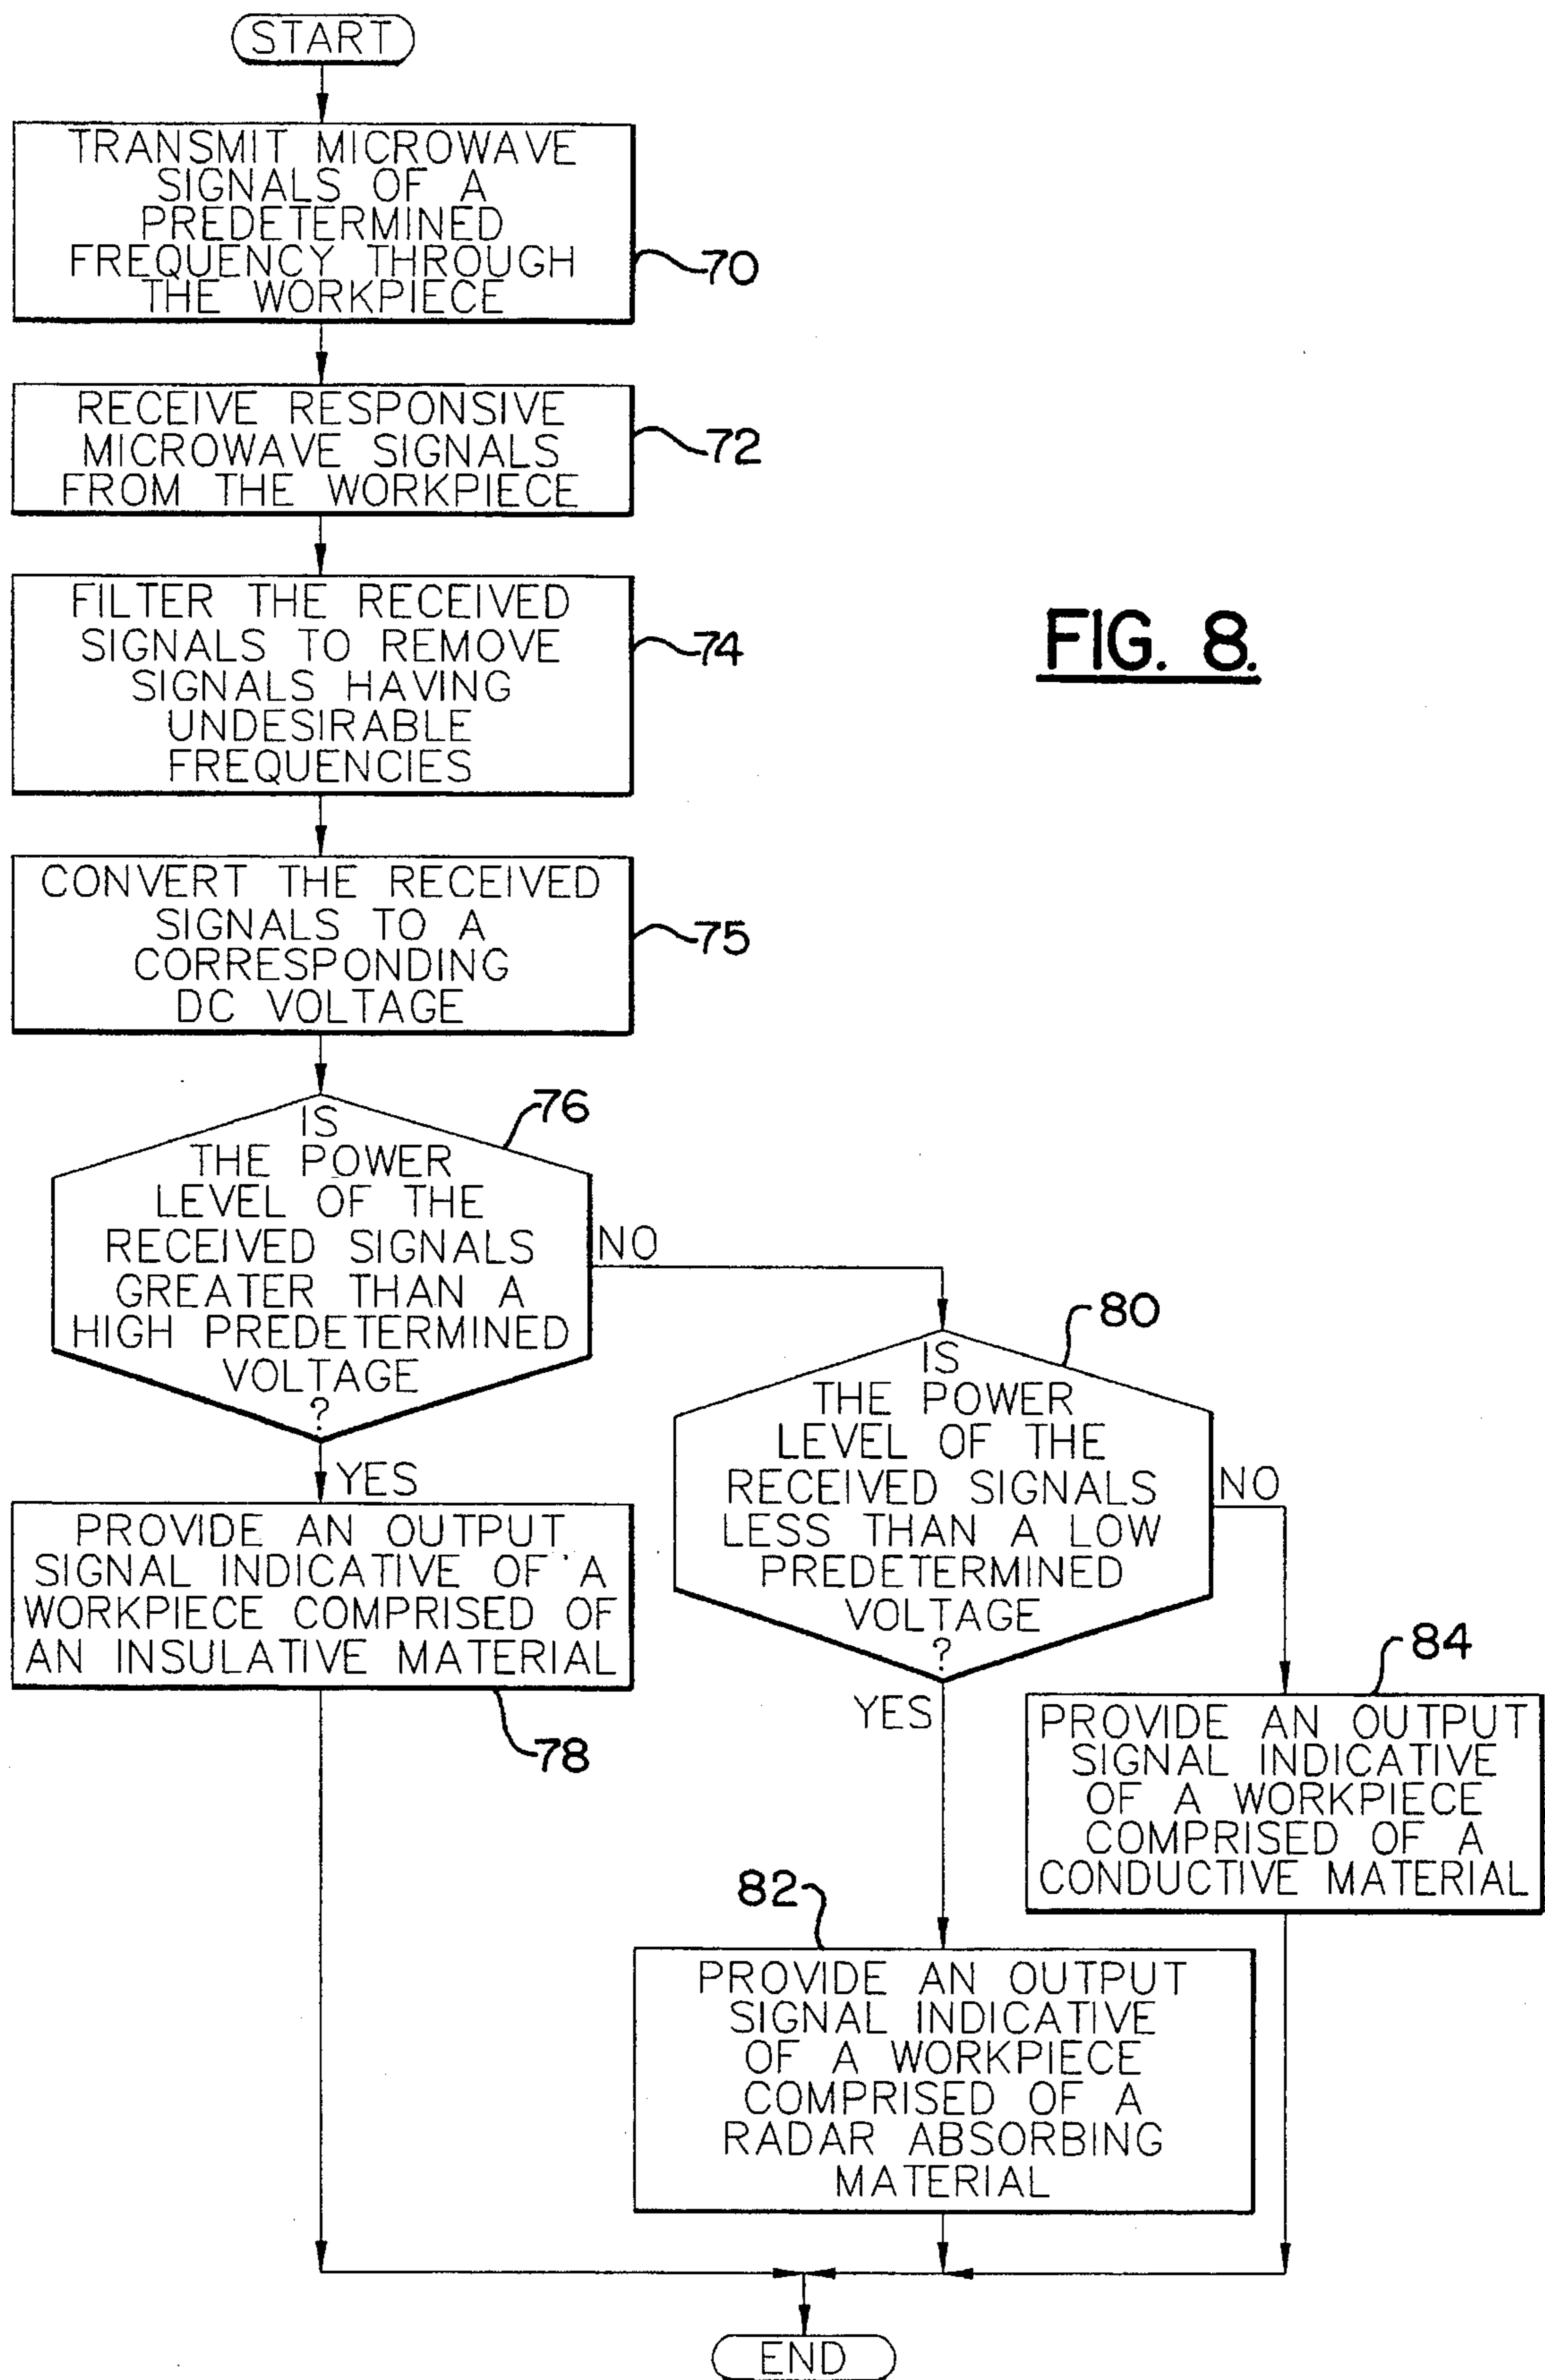 START
TRANSMIT MICROWAVE
SIGNALS OF A
PREDETERMINED
FREQUENCY THROUGH
THE WORKPIECE
70
RECEIVE RESPONSIVE
MICROWAVE SIGNALS
FROM THE WORKPIECE
72
FILTER THE RECEIVED
SIGNALS TO REMOVE
SIGNALS HAVING
UNDESIRABLE
FREQUENCIES
74
FIG. 8.
CONVERT THE RECEIVED
SIGNALS TO A
CORRESPONDING
DC VOLTAGE
75
IS
THE POWER
LEVEL OF THE
RECEIVED SIGNALS
GREATER THAN A
HIGH PREDETERMINED
VOLTAGE
?
76
NO
YES
PROVIDE AN OUTPUT
SIGNAL INDICATIVE OF A
WORKPIECE COMPRISED OF
AN INSULATIVE MATERIAL
78
80
IS
THE POWER
LEVEL OF THE
RECEIVED SIGNALS
LESS THAN A LOW
PREDETERMINED
VOLTAGE
?
NO
YES
84
PROVIDE AN OUTPUT
SIGNAL INDICATIVE
OF A WORKPIECE
COMPRISED OF A
CONDUCTIVE MATERIAL
82
PROVIDE AN OUTPUT
SIGNAL INDICATIVE
OF A WORKPIECE
COMPRISED OF A
RADAR ABSORBING
MATERIAL
END